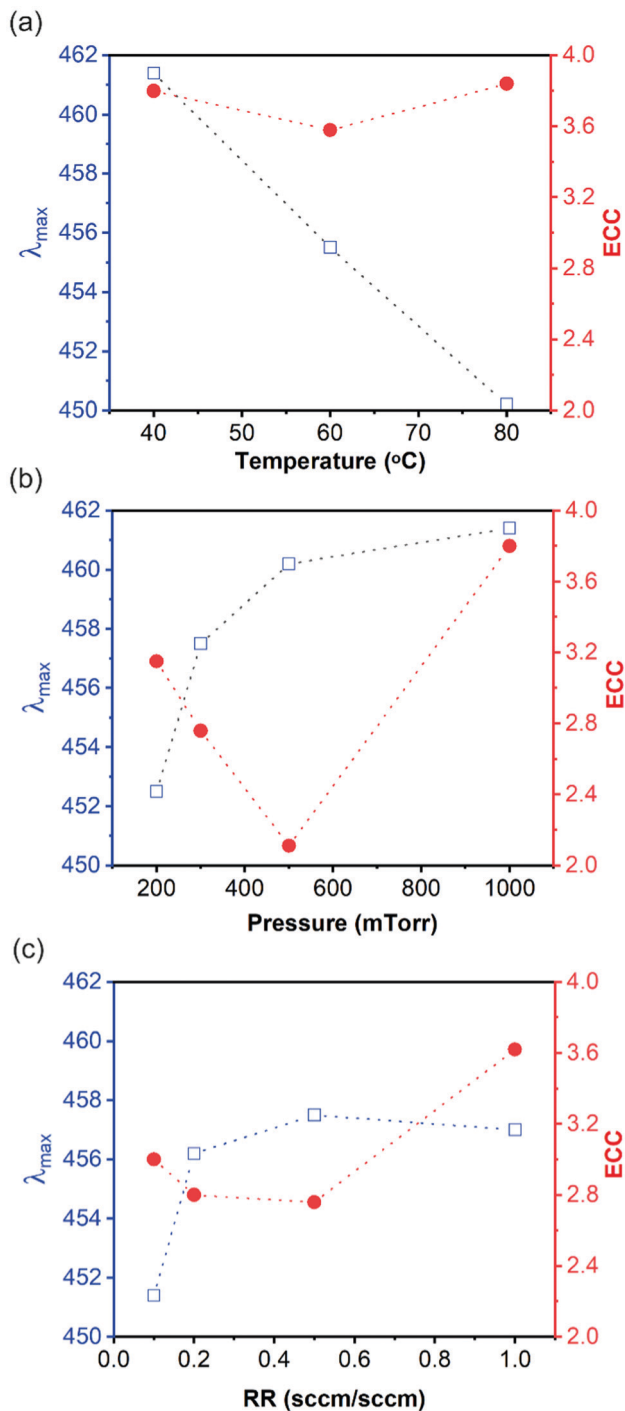 (a)
462
460
458
456
454
452
450
λmax
4.0
3.6
3.2
2.8
2.4
2.0
ECC
40 50 60 70 80
Temperature (oC)
(b)
462
460
458
456
454
452
450
λmax
4.0
3.6
3.2
2.8
2.4
2.0
ECC
200 400 600 800 1000
Pressure (mTorr)
(c)
462
460
458
456
454
452
450
λmax
4.0
3.6
3.2
2.8
2.4
2.0
ECC
0.0 0.2 0.4 0.6 0.8 1.0
RR (sccm/sccm)